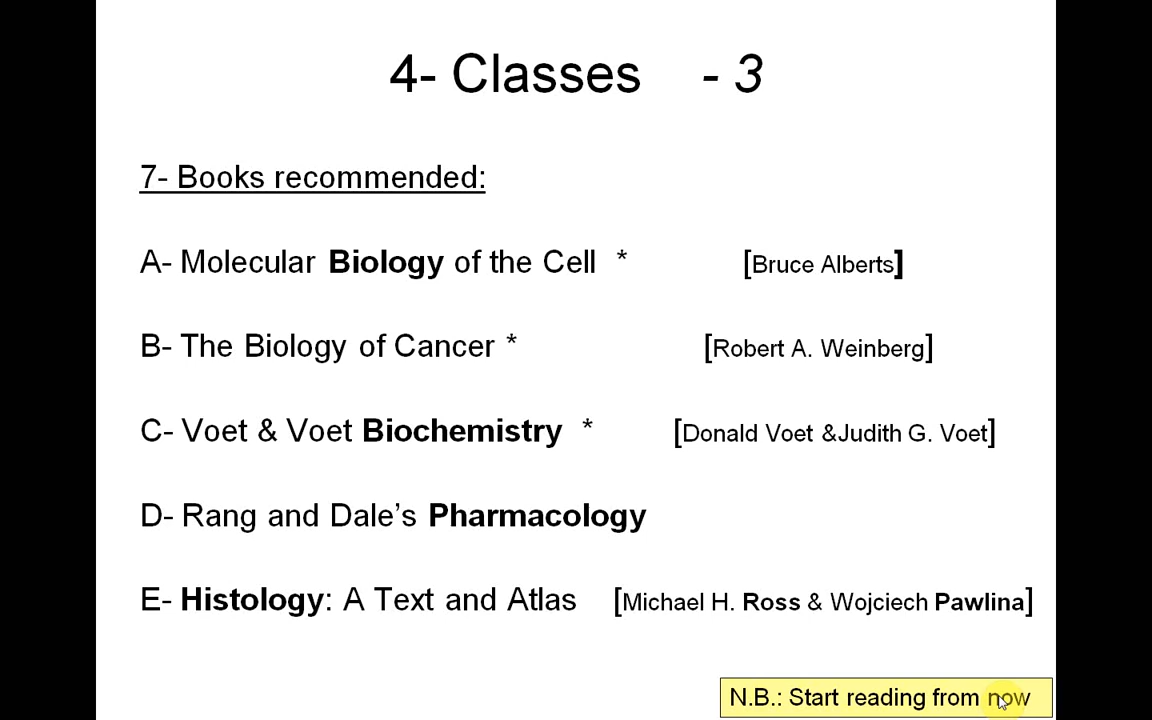 4- Classes - 3
7- Books recommended:
A- Molecular Biology of the Cell * [Bruce Alberts]
B- The Biology of Cancer * [Robert A. Weinberg]
C- Voet & Voet Biochemistry * [Donald Voet &Judith G. Voet]
D- Rang and Dale’s Pharmacology
E- Histology: A Text and Atlas [Michael H. Ross & Wojciech Pawlina]
N.B.: Start reading from now